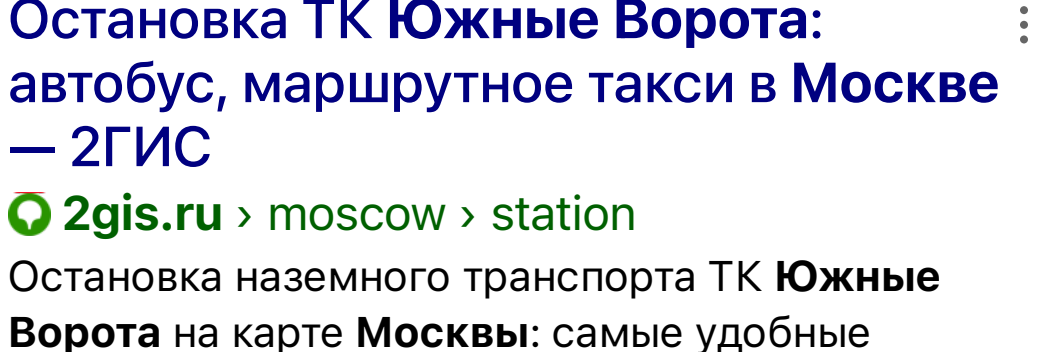 Остановка ТК Южные Ворота:
автобус, маршрутное такси в Москве
— 2ГИС
2gis.ru › moscow › station
Остановка наземного транспорта ТК Южные
Ворота на карте Москвы: самые удобные